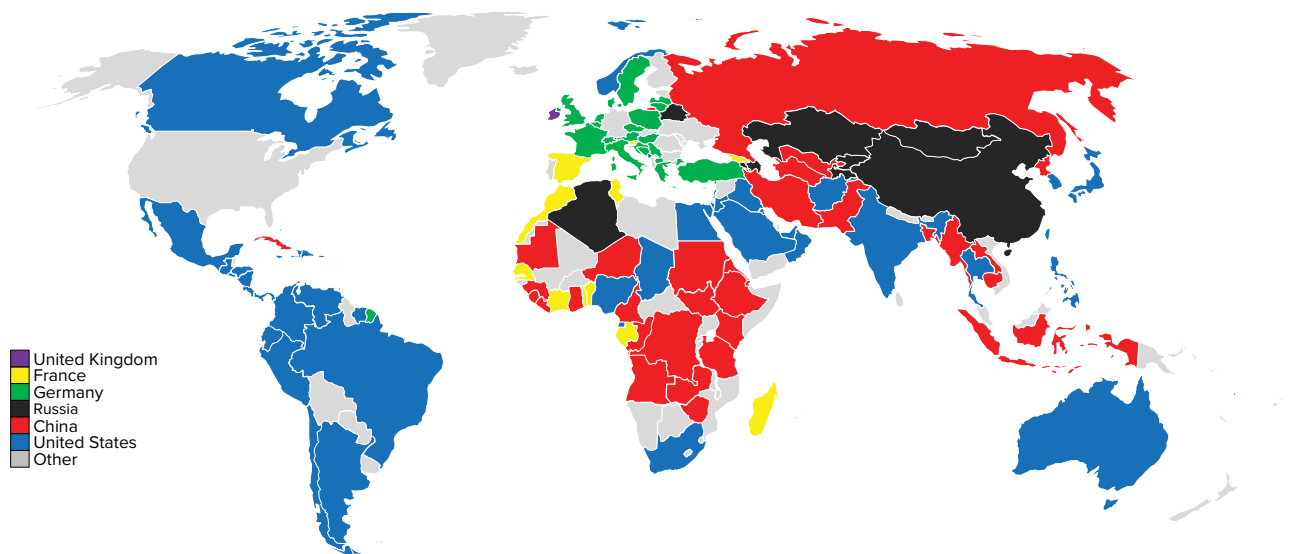 United Kingdom
France
Germany
Russia
China
United States
Other